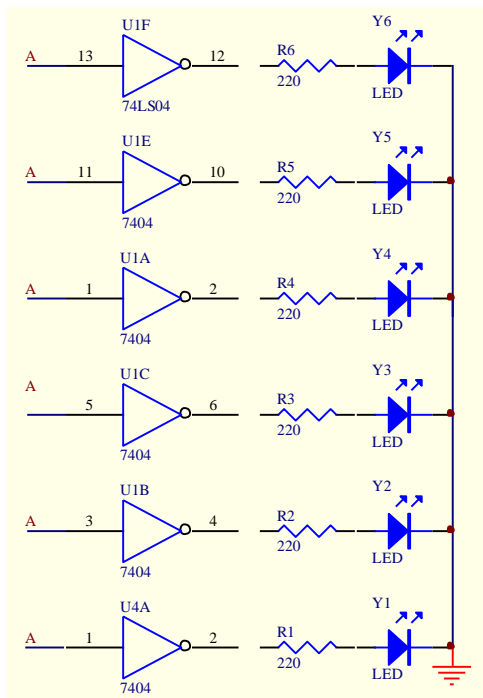 U1F
A 13 12
74LS04
R6
220
Y6
LED
U1E
A 11 10
7404
R5
220
Y5
LED
U1A
A 1 2
7404
R4
220
Y4
LED
U1C
A 5 6
7404
R3
220
Y3
LED
U1B
A 3 4
7404
R2
220
Y2
LED
U4A
A 1 2
7404
R1
220
Y1
LED